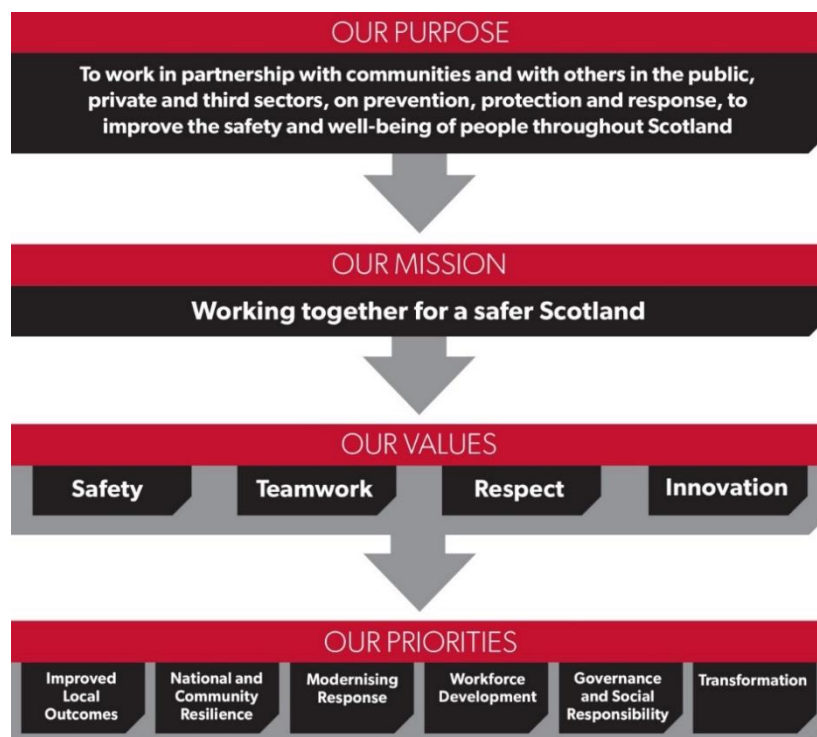 OUR PURPOSE
To work in partnership with communities and with others in the public,
private and third sectors, on prevention, protection and response, to
improve the safety and well-being of people throughout Scotland
OUR MISSION
Working together for a safer Scotland
OUR VALUES
Safety
Teamwork
Respect
Innovation
OUR PRIORITIES
Improved
Local
Outcomes
National and
Community
Resilience
Modernising
Response
Workforce
Development
Governance
and Social
Responsibility
Transformation